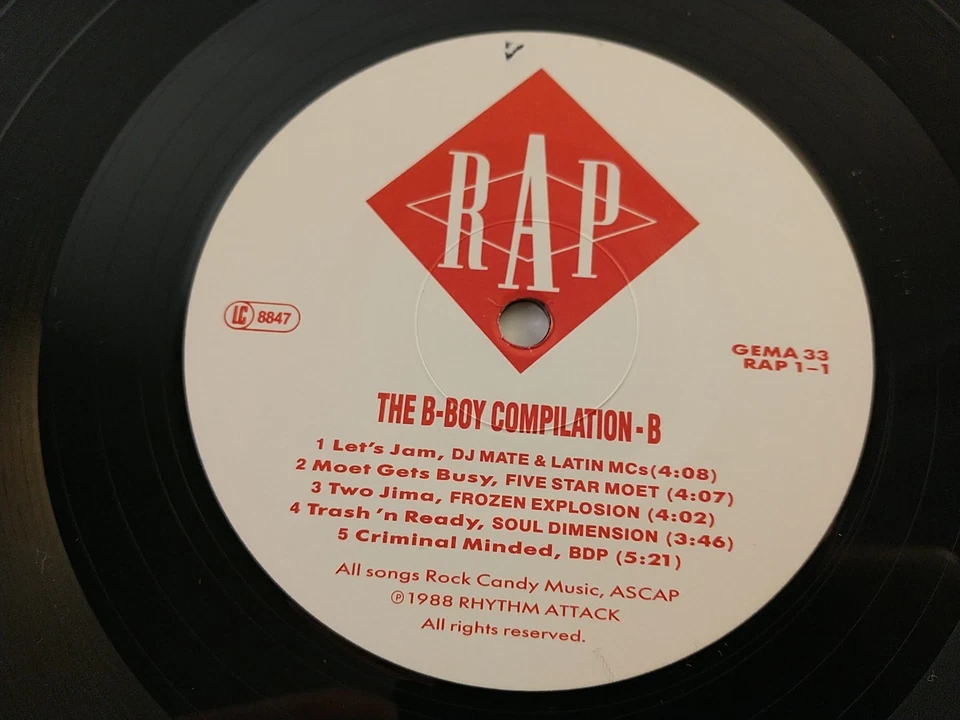 RAP
LC 8847
GEMA 33
RAP 1-1
THE B-BOY COMPILATION - B
1 Let's Jam, DJ MATE & LATIN MCs(4:08)
2 Moet Gets Busy, FIVE STAR MOET (4:07)
3 Two Jima, FROZEN EXPLOSION (4:02)
4 Trash 'n Ready, SOUL DIMENSION (3:46)
5 Criminal Minded, BDP (5:21)
All songs Rock Candy Music, ASCAP
℗1988 RHYTHM ATTACK
All rights reserved.